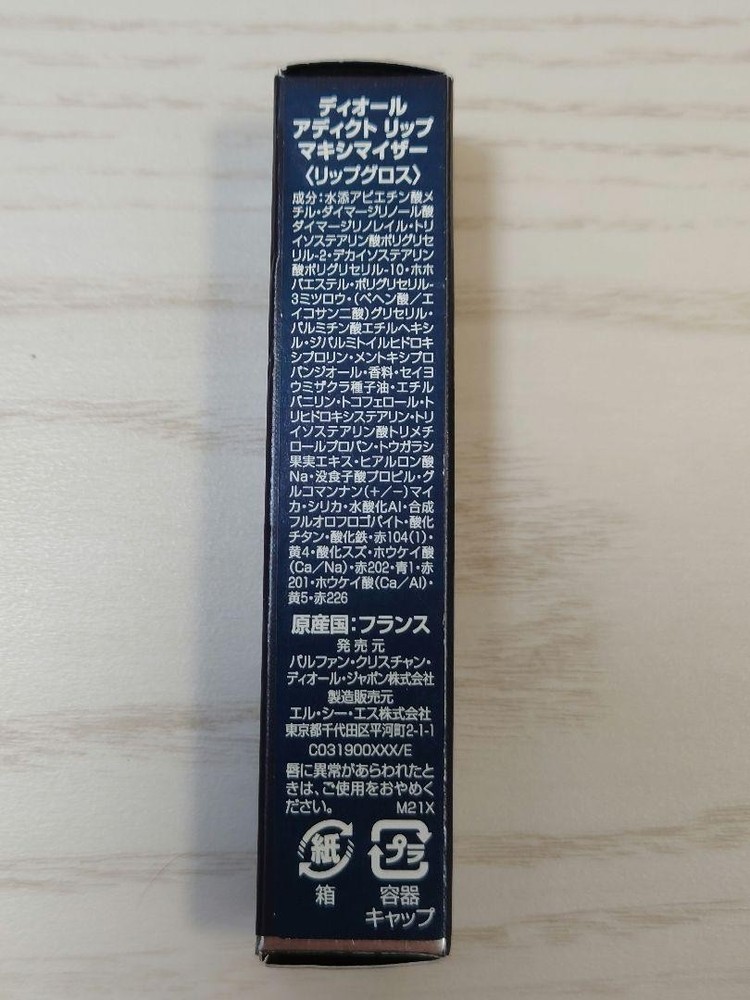 ディオール
アディクト リップ
マキシマイザー
〈リップグロス〉
成分：水添アビエチン酸メ
チル・ダイマージリノール酸
ダイマージリノレイル・トリ
イソステアリン酸ポリグリセ
リル-2・デカイソステアリン
酸ポリグリセリル-10・ホホ
バエステル・ポリグリセリル-
3ミツロウ・（ベヘン酸／エ
イコサン二酸）グリセリル・
パルミチン酸エチルヘキシ
ル・ジパルミトイルヒドロキ
シプロリン・メントキシプロ
パンジオール・香料・セイヨ
ウミザクラ種子油・エチル
バニリン・トコフェロール・ト
リヒドロキシステアリン・トリ
イソステアリン酸トリメチ
ロールプロパン・トウガラシ
果実エキス・ヒアルロン酸
Na・没食子酸プロピル・グ
ルコマンナン（＋／－）マイ
カ・シリカ・水酸化Al・合成
フルオロフロゴパイト・酸化
チタン・酸化鉄・赤104(1)・
黄4・酸化スズ・ホウケイ酸
（Ca／Na）・赤202・青1・赤
201・ホウケイ酸（Ca／Al）・
黄5・赤226
原産国：フランス
発売元
パルファン・クリスチャン・
ディオール・ジャポン株式会社
製造販売元
エル・シー・エス株式会社
東京都千代田区平河町2-1-1
C031900XXX/E
唇に異常があらわれたと
きは、ご使用をおやめく
ださい。 M21X
紙 プラ
箱 容器
キャップ